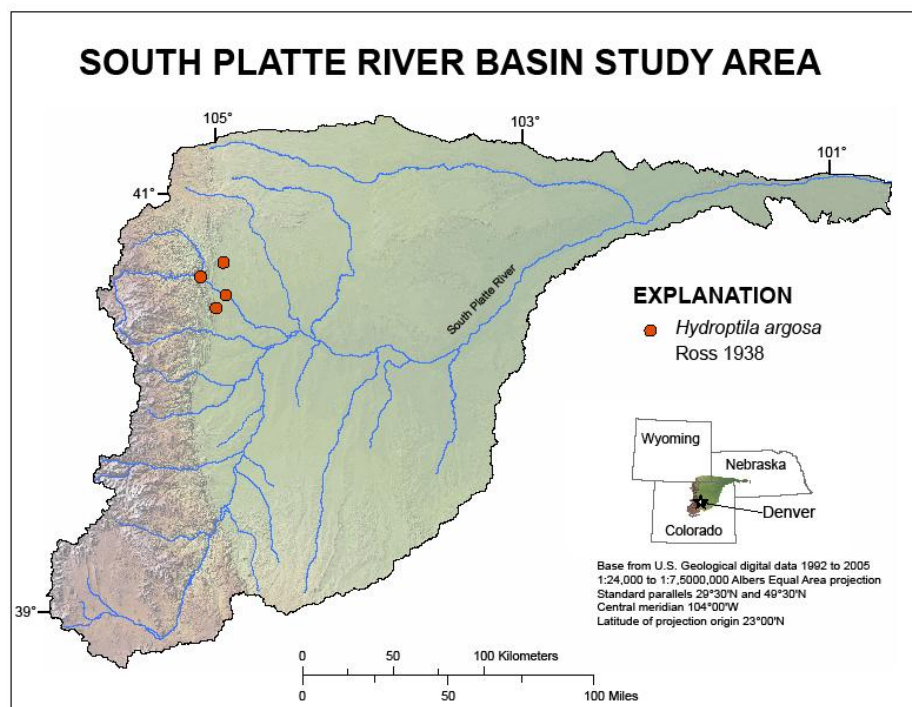 SOUTH PLATTE RIVER BASIN STUDY AREA
105°
103°
101°
41°
South Platte River
EXPLANATION
Hydroptila argosa
Ross 1938
Wyoming
Nebraska
Denver
Colorado
Base from U.S. Geological digital data 1992 to 2005
1:24,000 to 1:7,5000,000 Albers Equal Area projection
Standard parallels 29°30'N and 49°30'N
Central meridian 104°00'W
Latitude of projection origin 23°00'N
39°
0 50 100 Kilometers
0 50 100 Miles